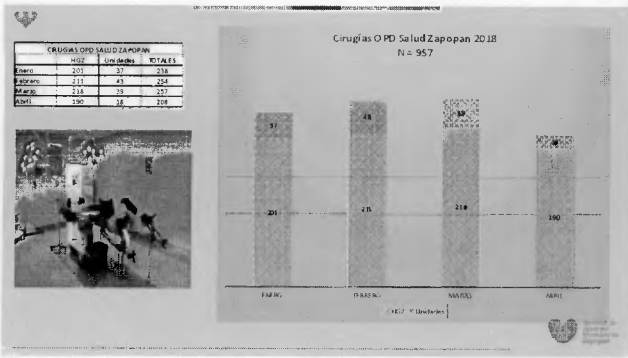 CIRUGIAS OPD SALUD ZAPOPAN
HGZ Unidades TOTALES
Enero 201 37 238
Febrero 211 43 254
Marzo 218 39 257
Abril 190 18 208
Cirugías OPD Salud Zapopan 2018
N = 957
37
43
39
201
211
218
190
ENERO FEBRERO MARZO ABRIL
HGZ Unidades